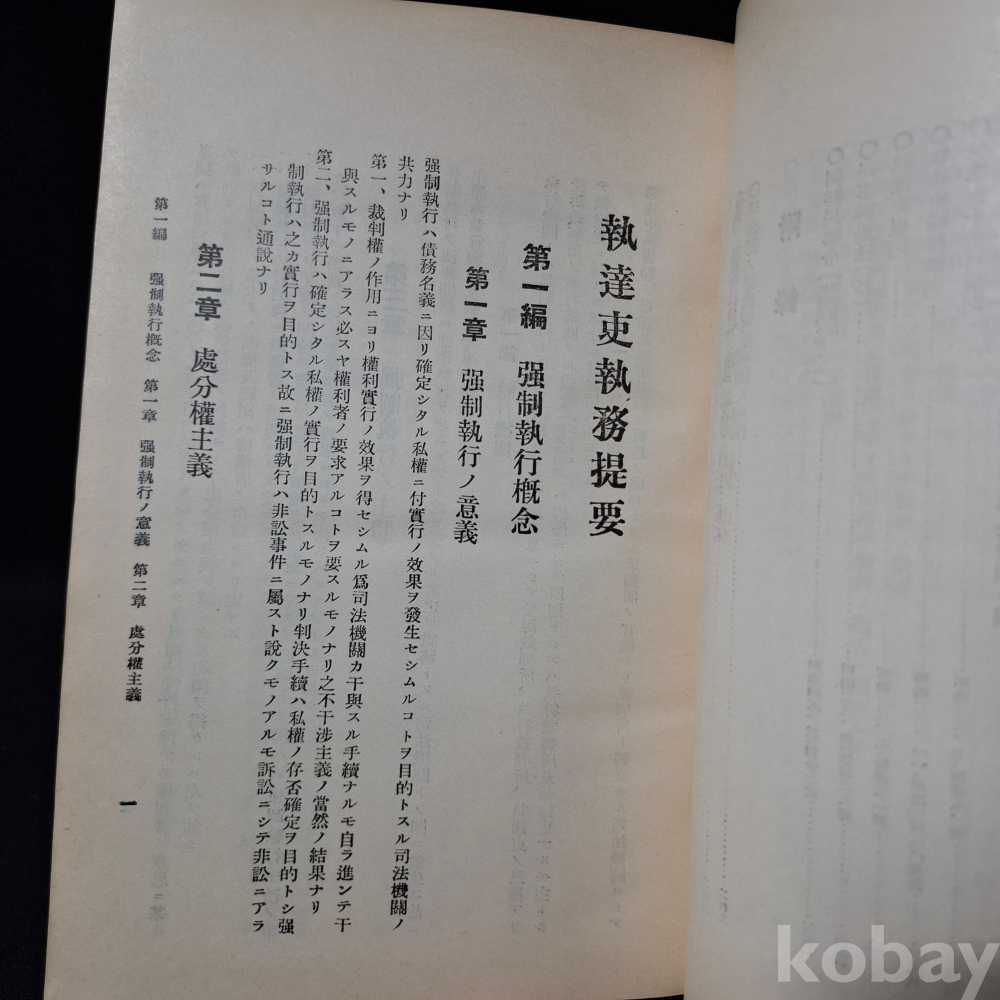 執達吏執務提要
第一編 强制執行槪念
第一章 强制執行ノ意義
强制執行ハ債務名義ニ因リ確定シタル私權ニ付實行ノ效果ヲ發生セシムルコトヲ目的トスル司法機關ノ
共力ナリ
第一、裁判權ノ作用ニヨリ權利實行ノ效果ヲ得セシムル爲司法機關カ干與スル手續ナルモ自ラ進ンテ干
與スルモノニアラス必スヤ權利者ノ要求アルコトヲ要スルモノナリ之不干涉主義ノ當然ノ結果ナリ
第二、强制執行ハ確定シタル私權ノ實行ヲ目的トスルモノナリ判決手續ハ私權ノ存否確定ヲ目的トシ强
制執行ハ之カ實行ヲ目的トス故ニ强制執行ハ非訟事件ニ屬スト說クモノアルモ訴訟ニシテ非訟ニアラ
サルコト通說ナリ
第二章 處分權主義
第一編 强制執行槪念 第一章 强制執行ノ意義 第二章 處分權主義
一
附錄
kobay